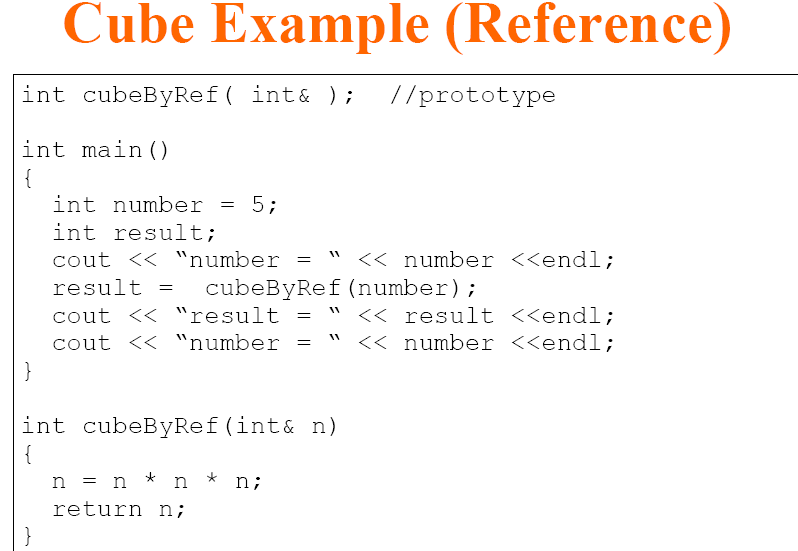 Cube Example (Reference)
int cubeByRef( int& );  //prototype
int main()
{
int number = 5;
int result;
cout << “number = “ << number <<endl;
result =  cubeByRef(number);
cout << “result = “ << result <<endl;
cout << “number = “ << number <<endl;
}
int cubeByRef(int& n)
{
n = n * n * n;
return n;
}